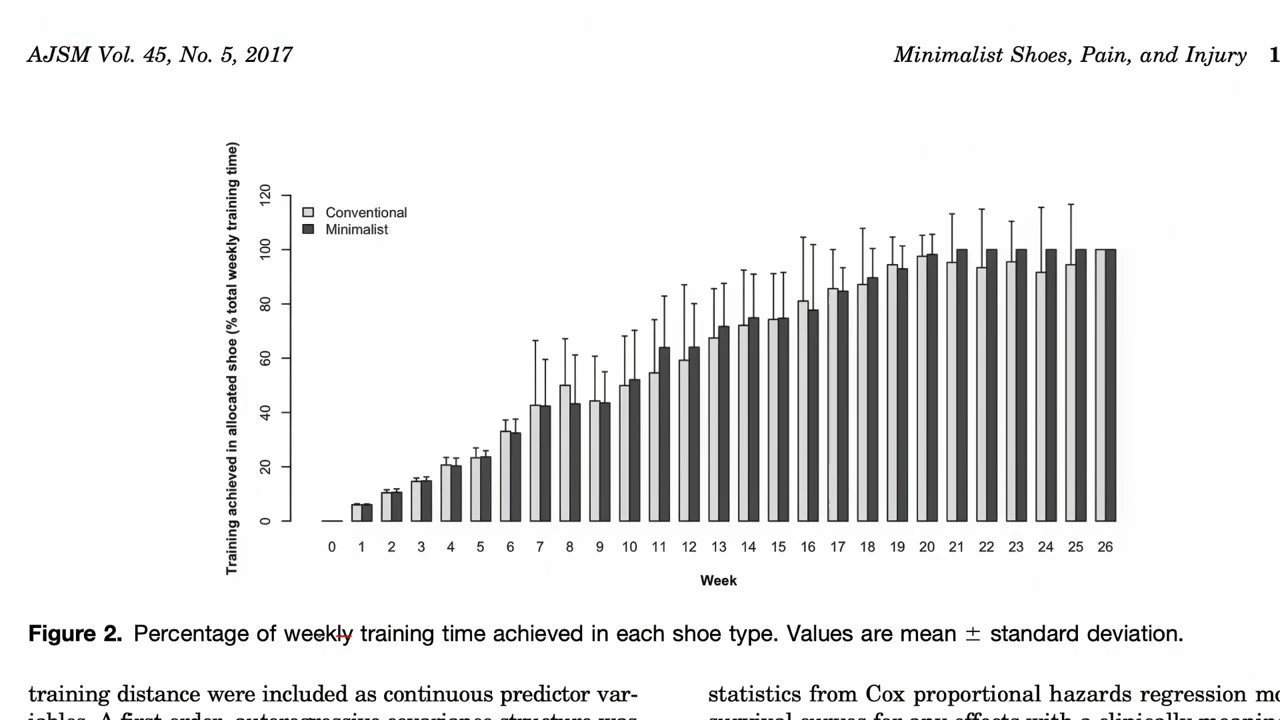 AJSM Vol. 45, No. 5, 2017
Minimalist Shoes, Pain, and Injury 1
Training achieved in allocated shoe (% total weekly training time)
120
100
80
60
40
20
0
Conventional
Minimalist
0 1 2 3 4 5 6 7 8 9 10 11 12 13 14 15 16 17 18 19 20 21 22 23 24 25 26
Week
Figure 2. Percentage of weekly training time achieved in each shoe type. Values are mean ± standard deviation.
training distance were included as continuous predictor var-
statistics from Cox proportional hazards regression mo